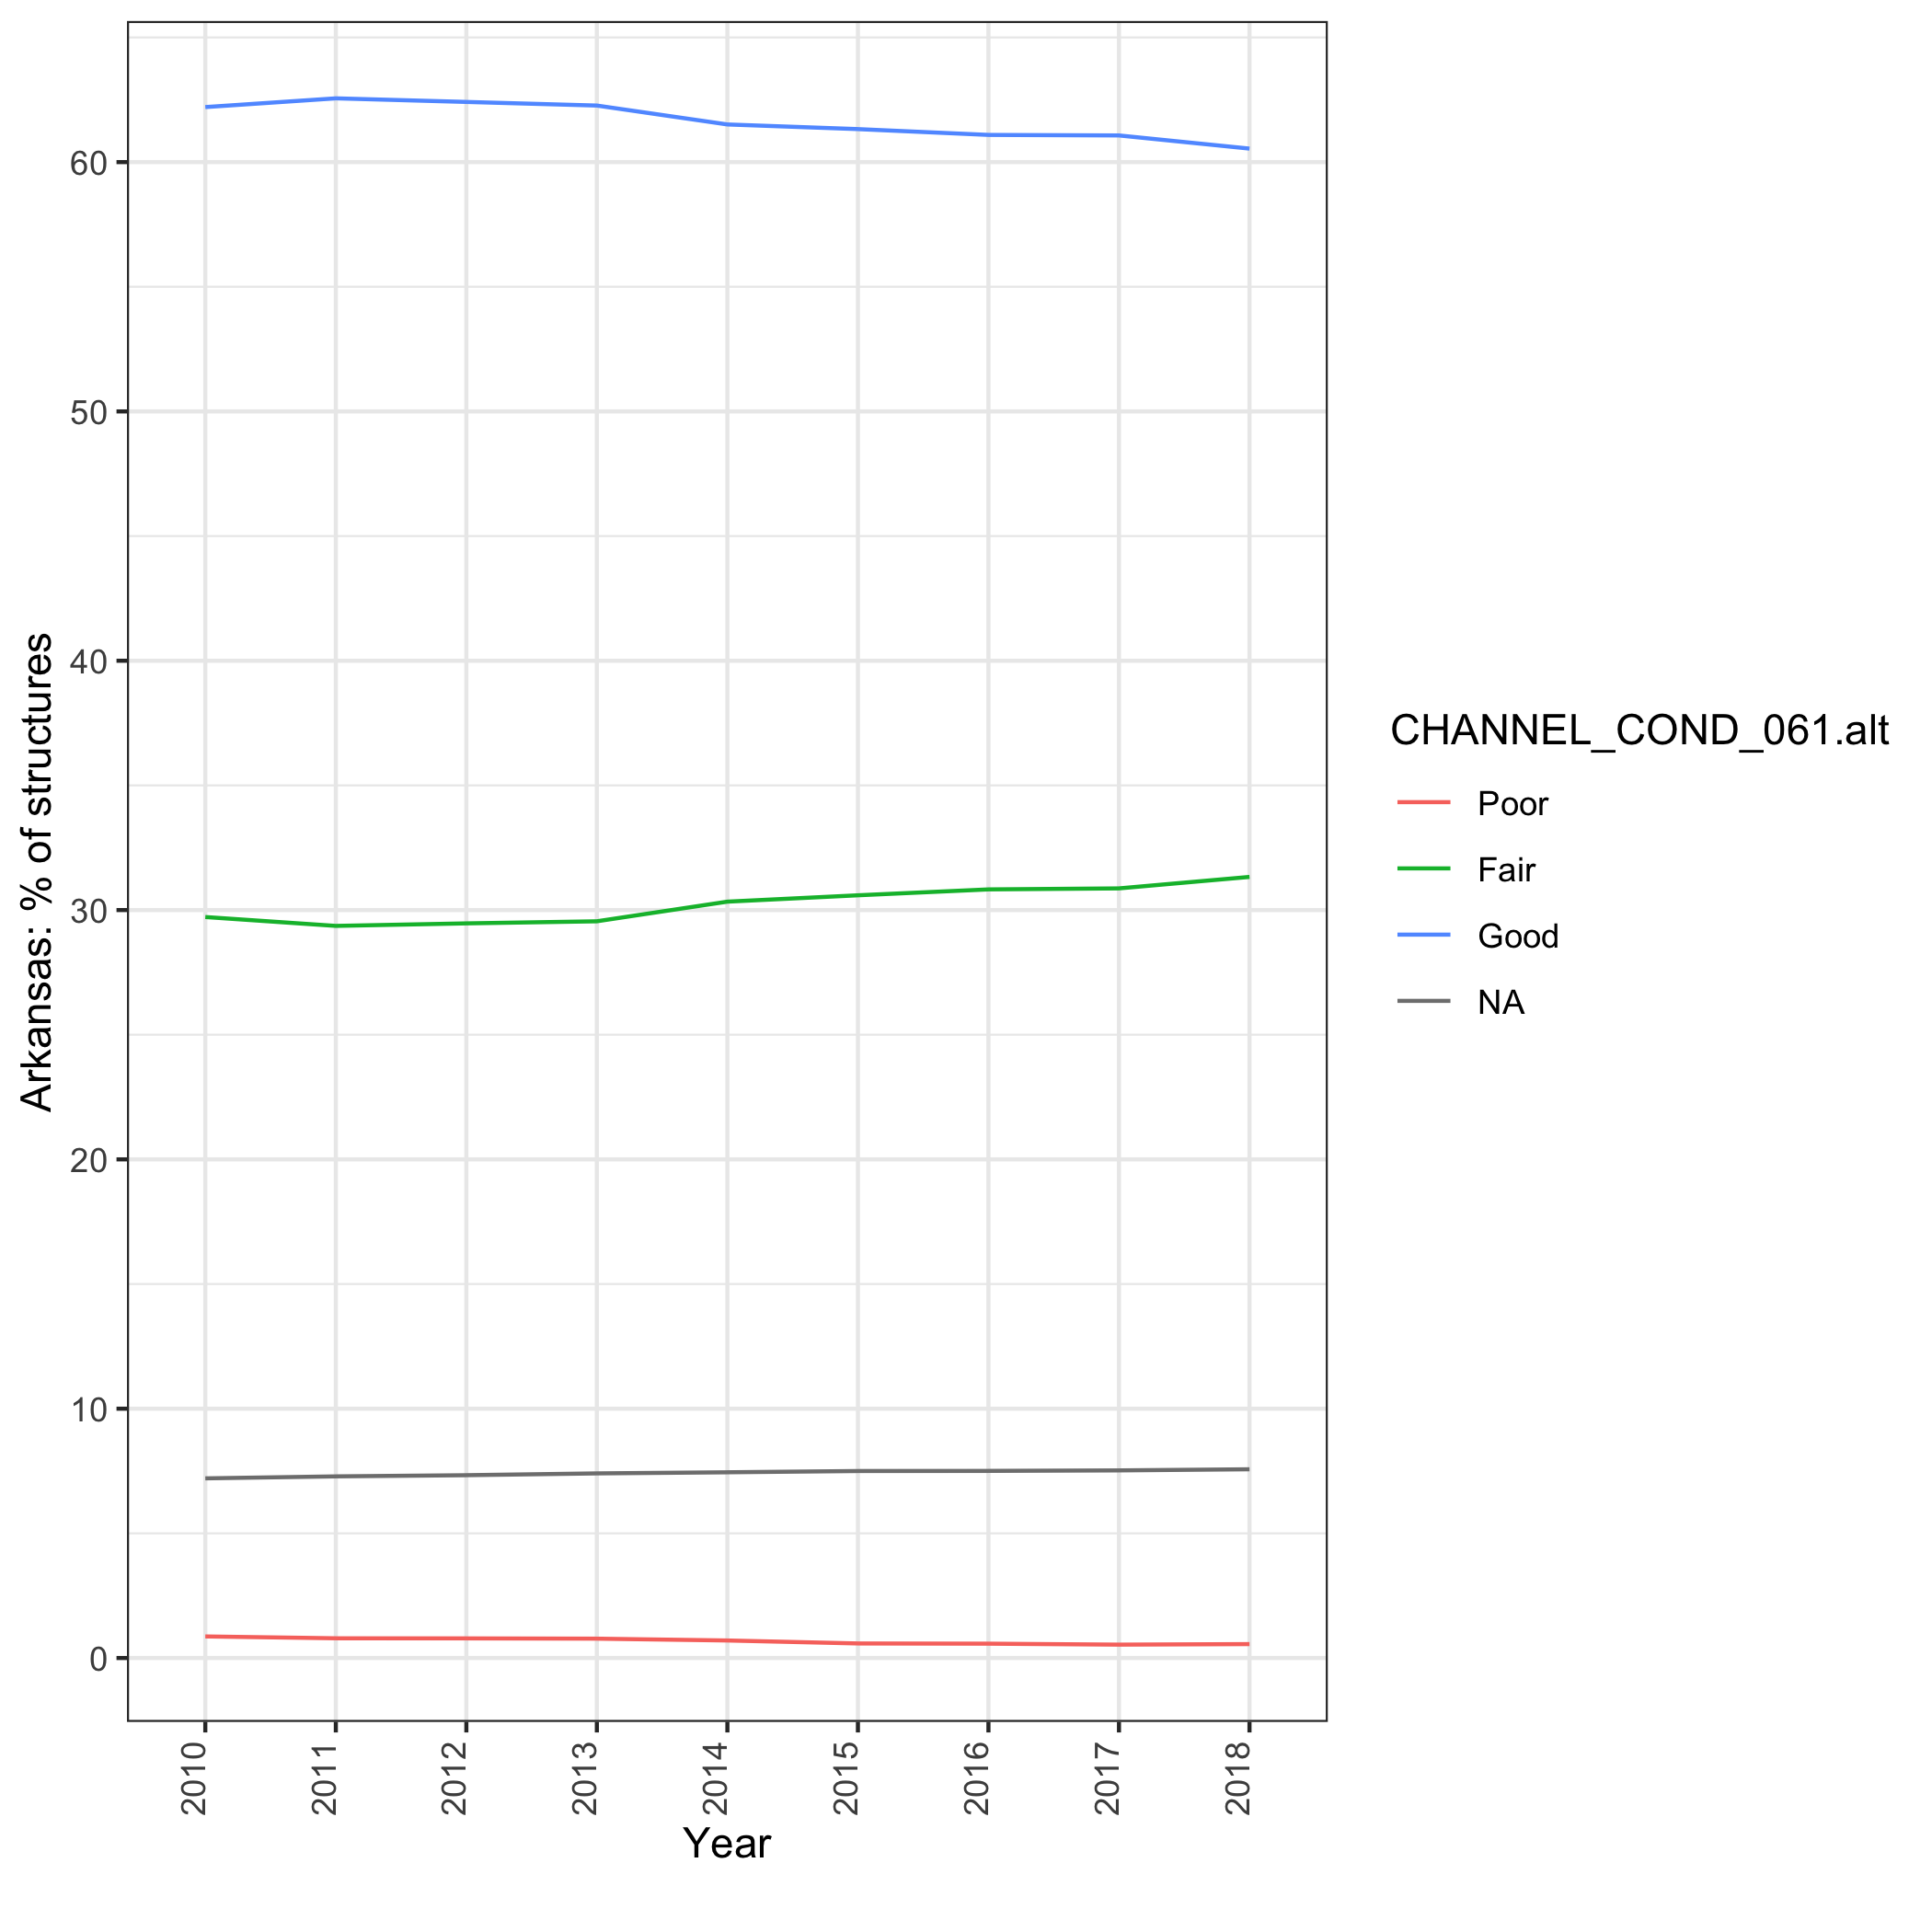 Arkansas: % of structures
60
50
40
30
20
10
0
2010
2011
2012
2013
2014
2015
2016
2017
2018
Year
CHANNEL_COND_061.alt
Poor
Fair
Good
NA